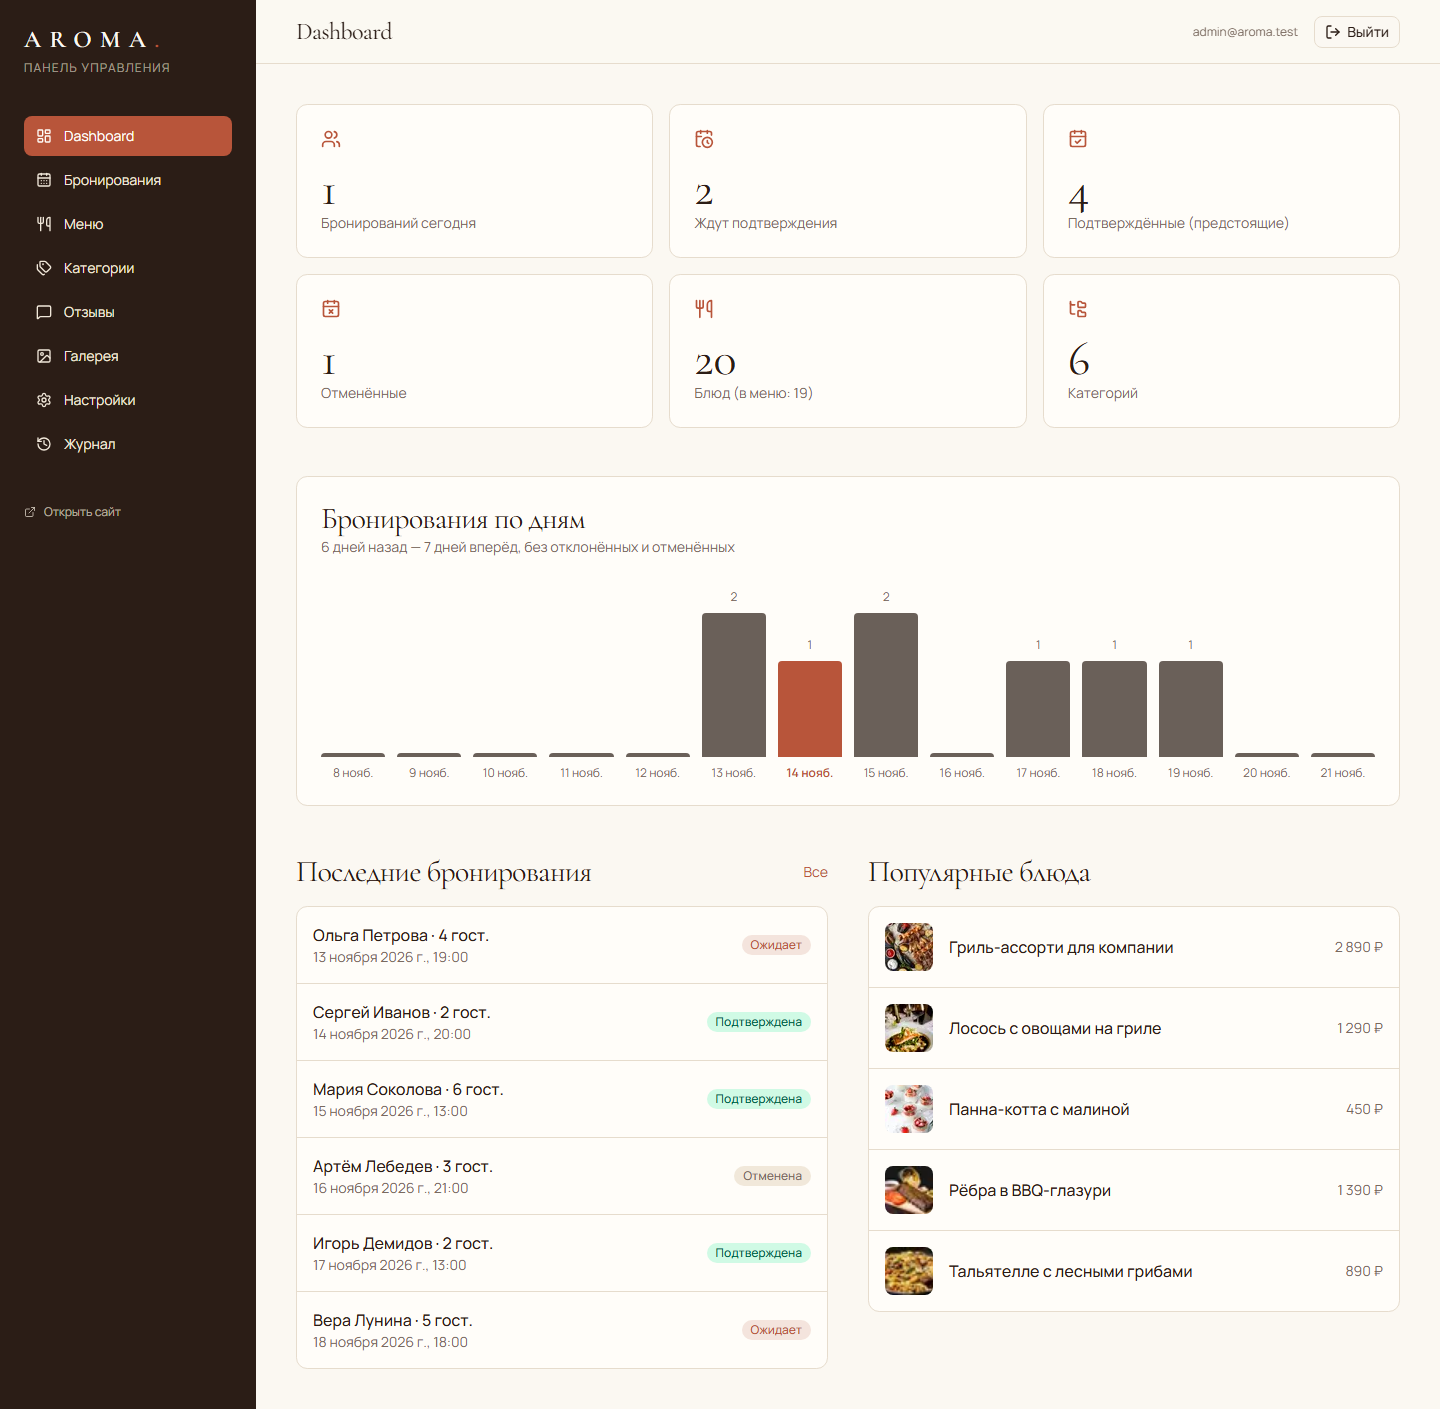 AROMA.
ПАНЕЛЬ УПРАВЛЕНИЯ
Dashboard
Бронирования
Меню
Категории
Отзывы
Галерея
Настройки
Журнал
Открыть сайт
Dashboard
admin@aroma.test
Выйти
1
Бронирований сегодня
2
Ждут подтверждения
4
Подтверждённые (предстоящие)
1
Отменённые
20
Блюд (в меню: 19)
6
Категорий
Бронирования по дням
6 дней назад — 7 дней вперёд, без отклонённых и отменённых
2 1 2 1 1 1
8 нояб. 9 нояб. 10 нояб. 11 нояб. 12 нояб. 13 нояб. 14 нояб. 15 нояб. 16 нояб. 17 нояб. 18 нояб. 19 нояб. 20 нояб. 21 нояб.
Последние бронирования
Все
Ольга Петрова · 4 гост.
13 ноября 2026 г., 19:00
Ожидает
Сергей Иванов · 2 гост.
14 ноября 2026 г., 20:00
Подтверждена
Мария Соколова · 6 гост.
15 ноября 2026 г., 13:00
Подтверждена
Артём Лебедев · 3 гост.
16 ноября 2026 г., 21:00
Отменена
Игорь Демидов · 2 гост.
17 ноября 2026 г., 13:00
Подтверждена
Вера Лунина · 5 гост.
18 ноября 2026 г., 18:00
Ожидает
Популярные блюда
Гриль-ассорти для компании 2 890 ₽
Лосось с овощами на гриле 1 290 ₽
Панна-котта с малиной 450 ₽
Рёбра в BBQ-глазури 1 390 ₽
Тальятелле с лесными грибами 890 ₽